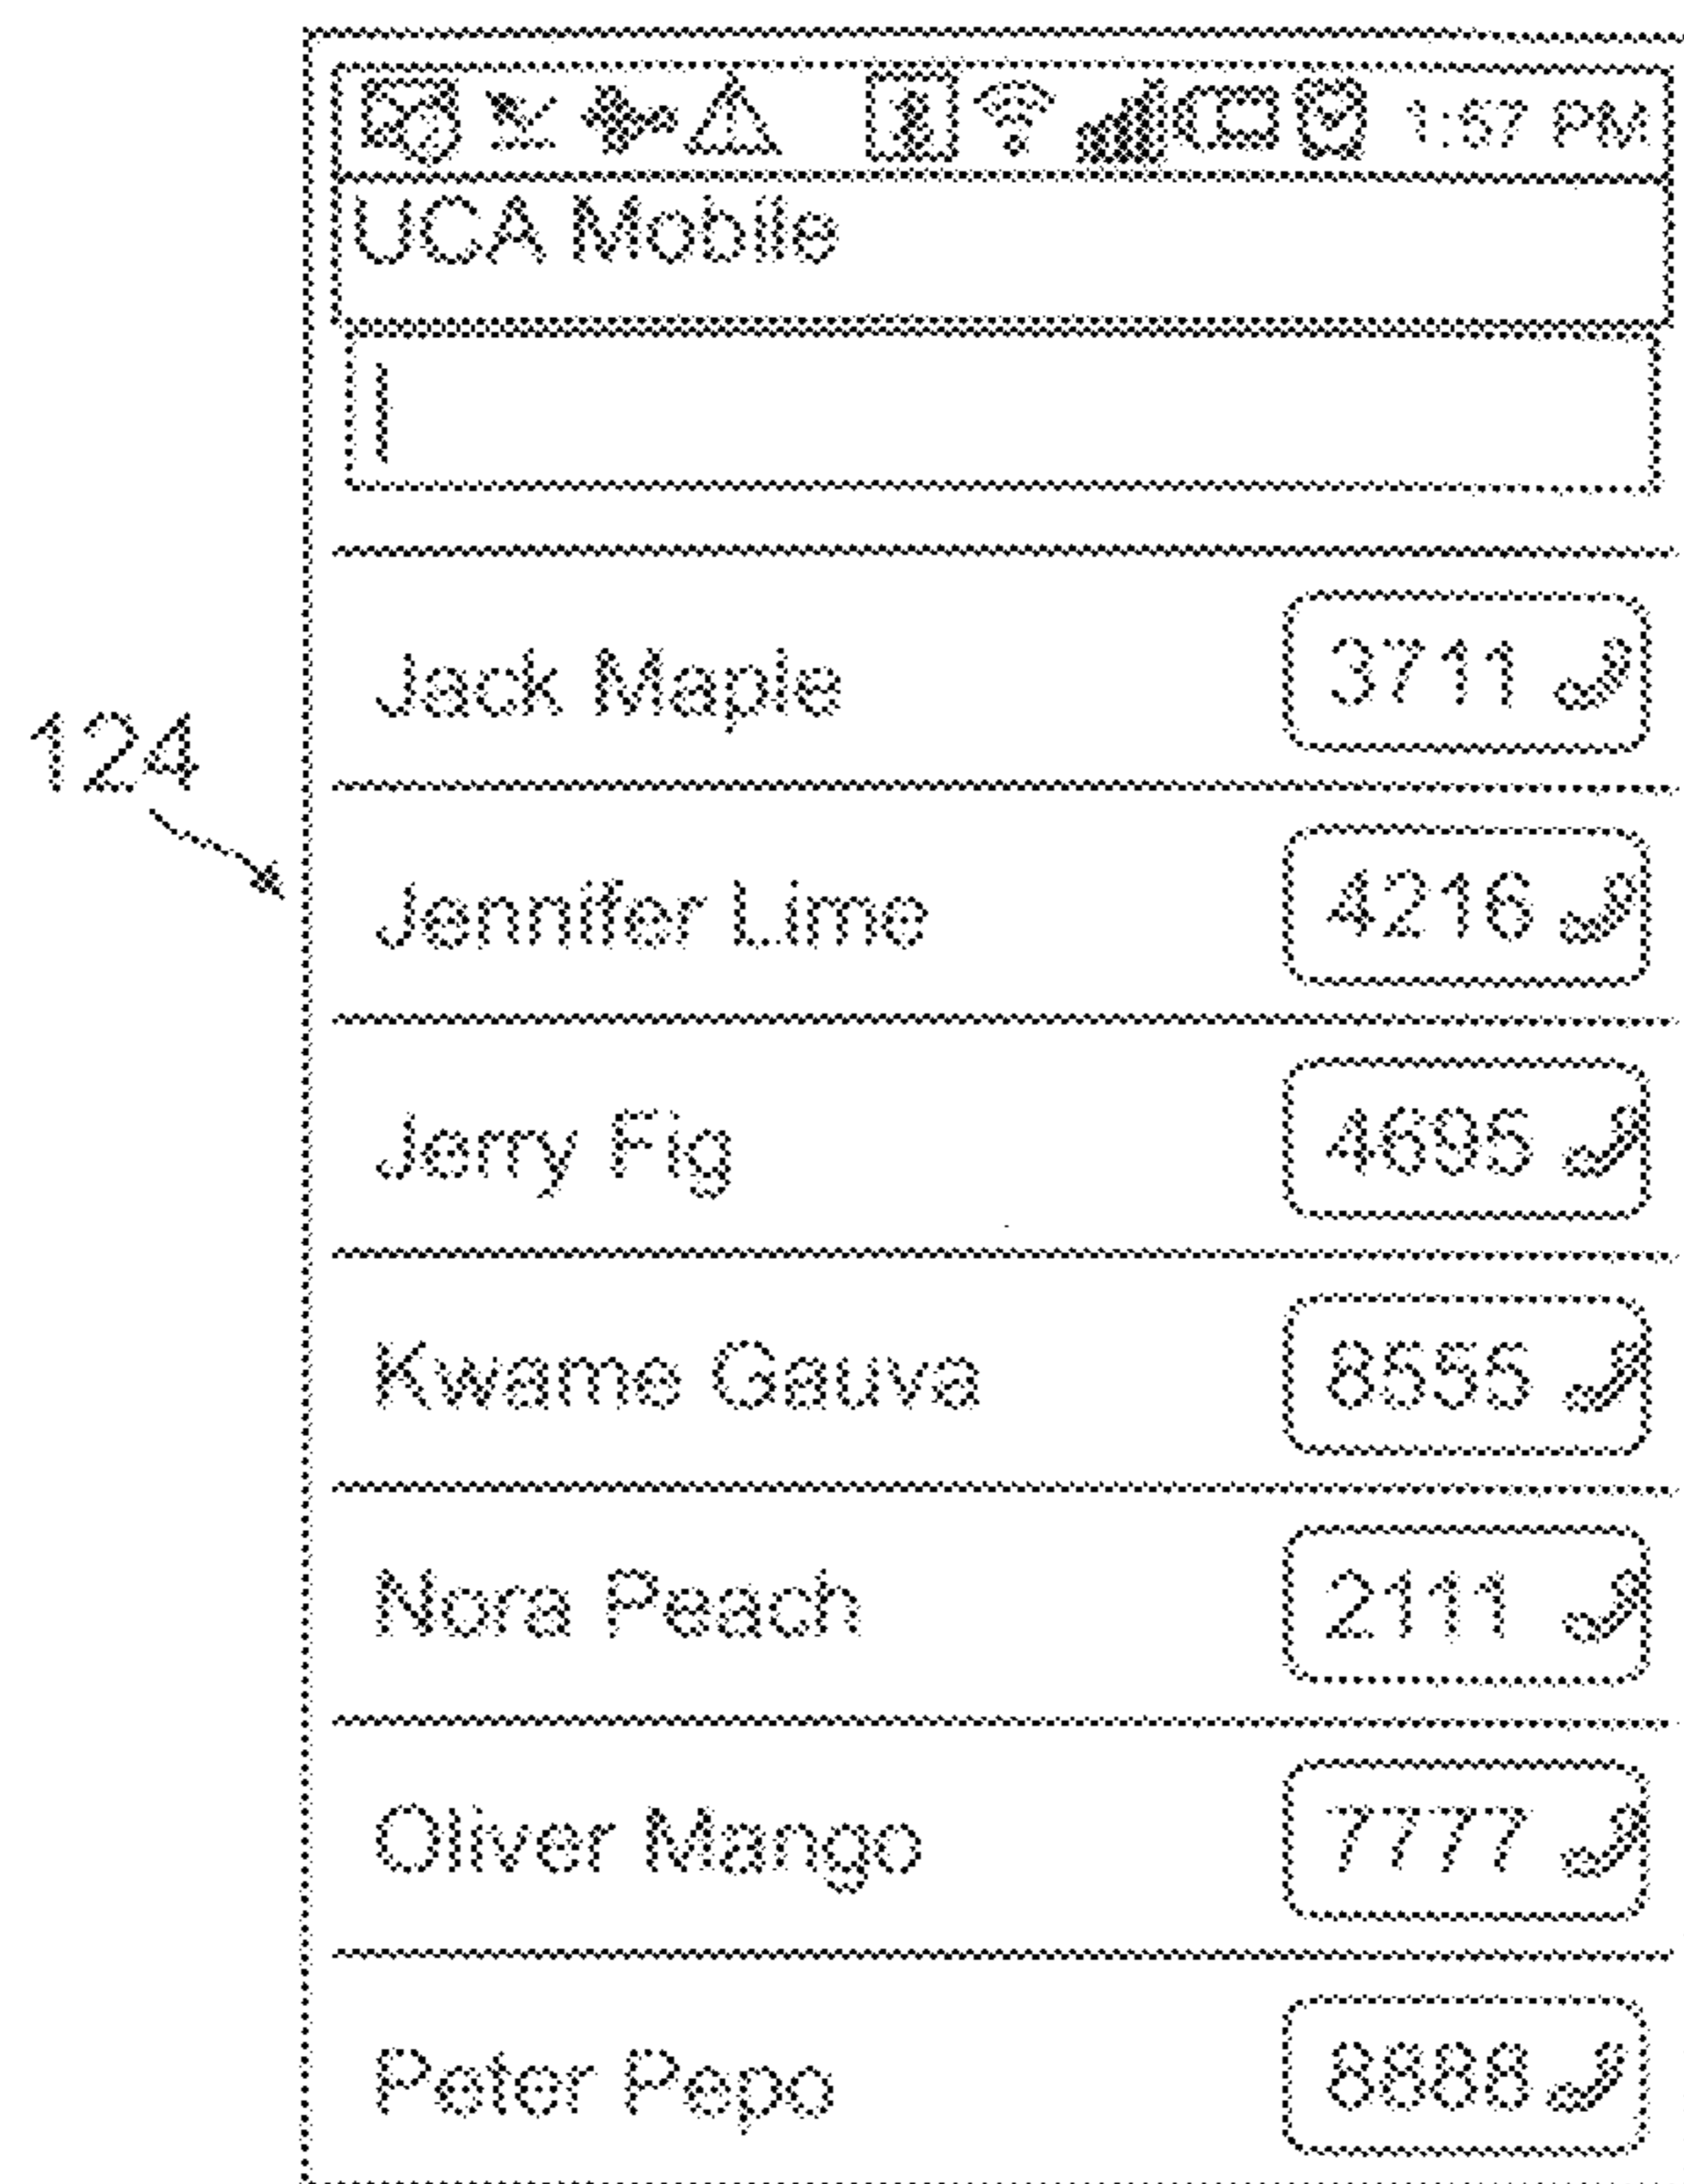 1:57 PM
UCA Mobile
Jack Maple 3711
124
Jennifer Lime 4216
Jerry Fig 4695
Kwame Gauva 8555
Nora Peach 2111
Oliver Mango 7777
Peter Pepo 8888